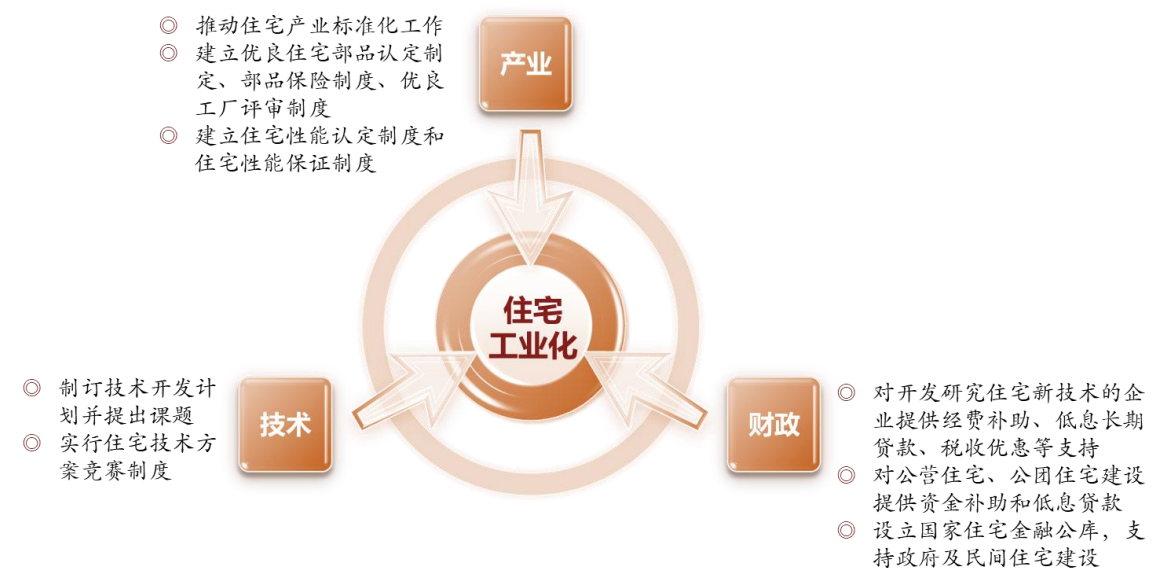 ◎ 推动住宅产业标准化工作
◎ 建立优良住宅部品认定制
定、部品保险制度、优良
工厂评审制度
◎ 建立住宅性能认定制度和
住宅性能保证制度
产业
住宅
工业化
◎ 制订技术开发计
划并提出课题
◎ 实行住宅技术方
案竞赛制度
技术
财政
◎ 对开发研究住宅新技术的企
业提供经费补助、低息长期
贷款、税收优惠等支持
◎ 对公营住宅、公团住宅建设
提供资金补助和低息贷款
◎ 设立国家住宅金融公库，支
持政府及民间住宅建设